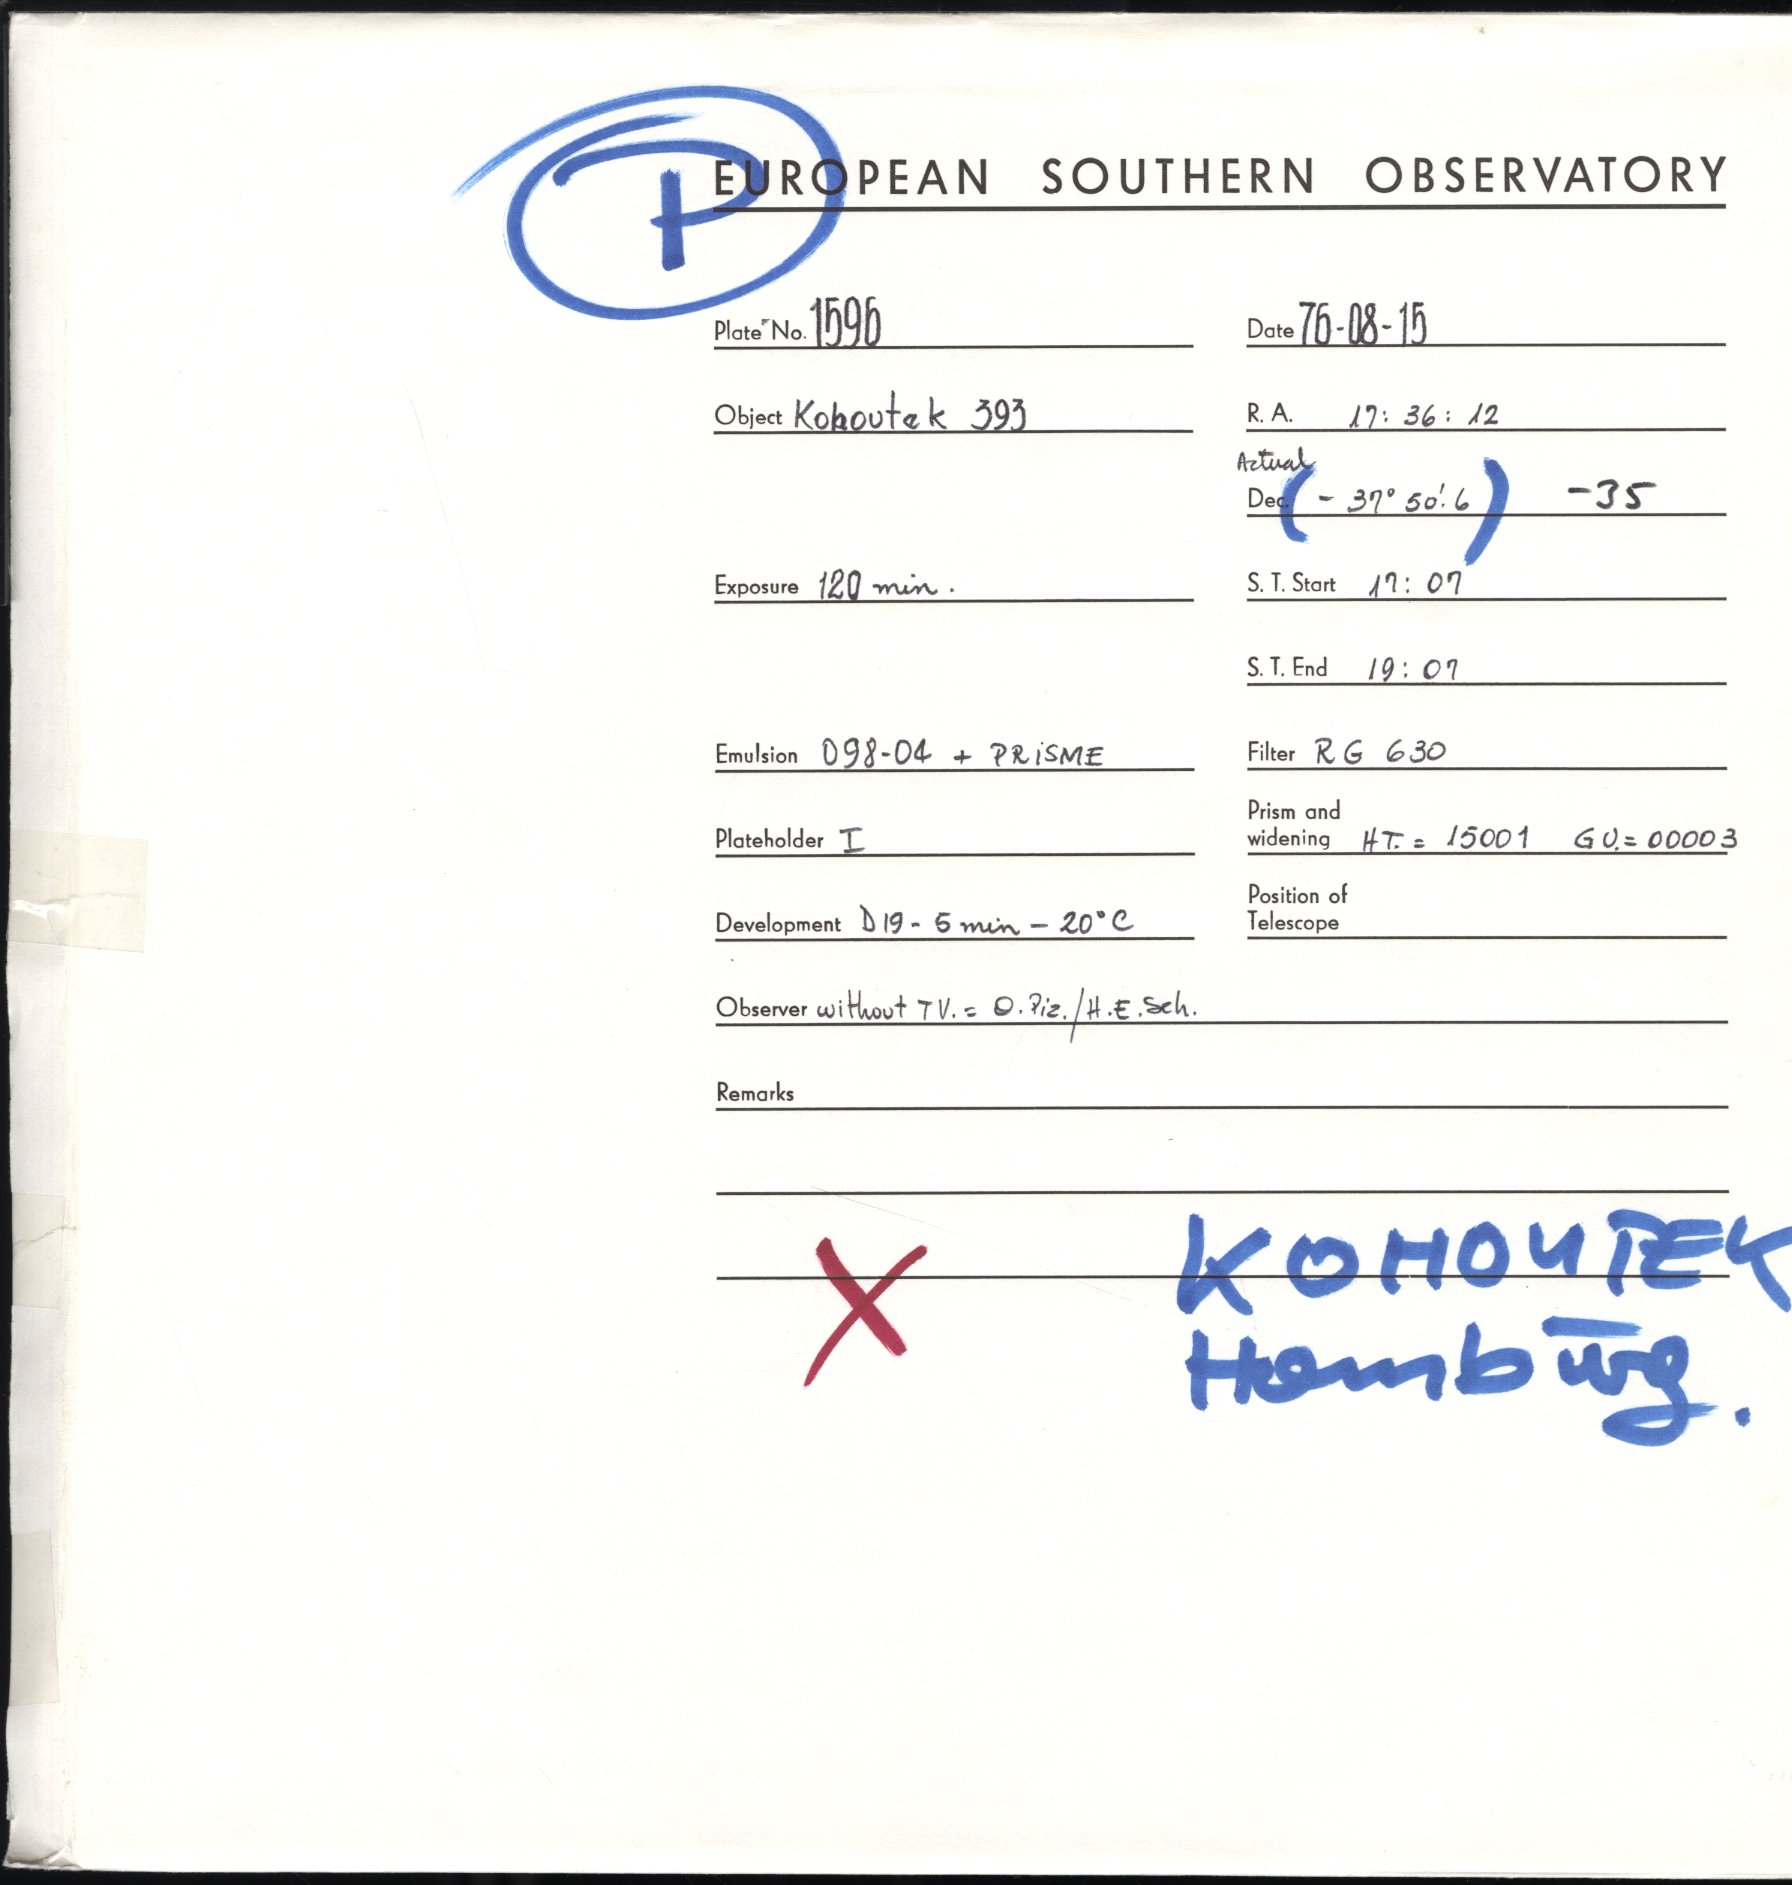 P
EUROPEAN SOUTHERN OBSERVATORY
Plate No. 1596
Date 76-08-15
Object Kohoutek 393
R. A. 17: 36: 12
Actual
Dec. (- 37° 50'.6) -35
Exposure 120 min.
S. T. Start 17: 07
S. T. End 19: 07
Emulsion 098-04 + PRiSME
Filter RG 630
Plateholder I
Prism and
widening HT. = 15001 GU.= 00003
Development D19 - 5 min - 20°C
Position of
Telescope
Observer without TV. = O. Piz./H.E.Sch.
Remarks
X
KOHOUTEK
Hamburg.